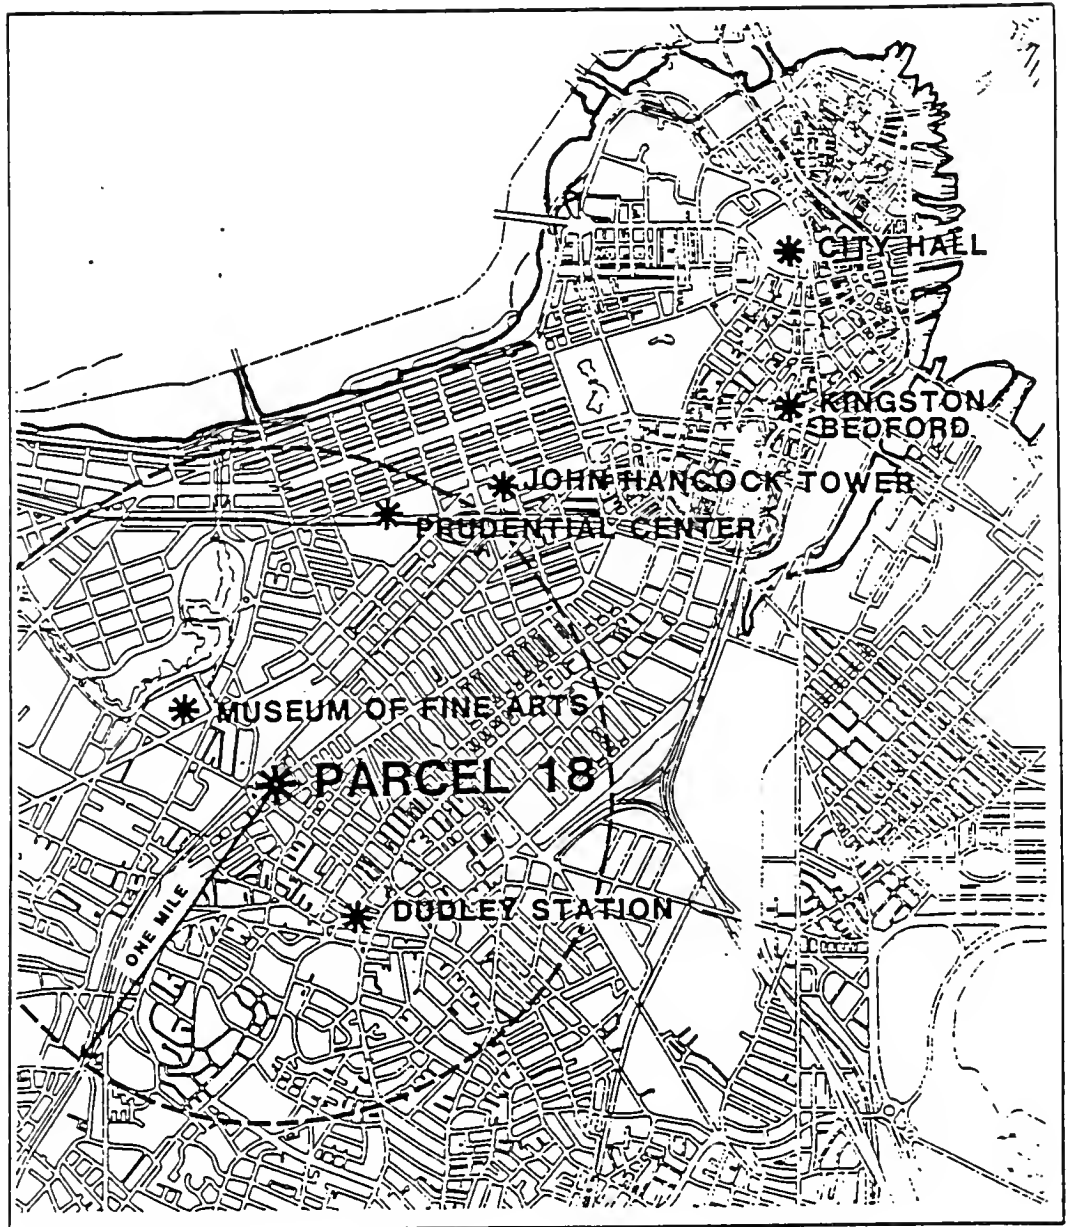 CITY HALL
KINGSTON
BEDFORD
JOHN HANCOCK TOWER
PRUDENTIAL CENTER
MUSEUM OF FINE ARTS
PARCEL 18
ONE MILE
DUDLEY STATION